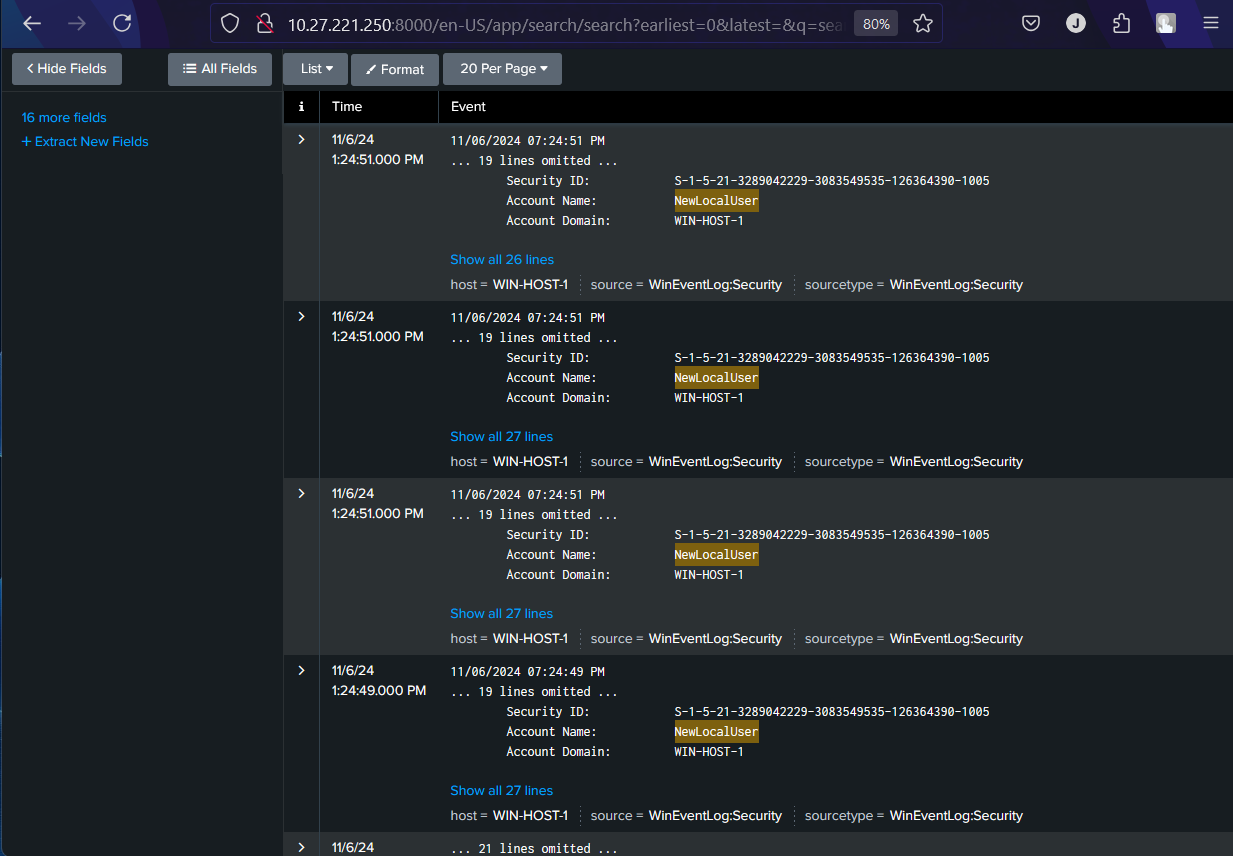 10.27.221.250:8000/en-US/app/search/search?earliest=0&latest=&q=sea
80%
J
Hide Fields
All Fields
List
Format
20 Per Page
16 more fields
+ Extract New Fields
i Time Event
11/6/24 11/06/2024 07:24:51 PM
1:24:51.000 PM ... 19 lines omitted ...
Security ID: S-1-5-21-3289042229-3083549535-126364390-1005
Account Name: NewLocalUser
Account Domain: WIN-HOST-1
Show all 26 lines
host = WIN-HOST-1 source = WinEventLog:Security sourcetype = WinEventLog:Security
11/6/24 11/06/2024 07:24:51 PM
1:24:51.000 PM ... 19 lines omitted ...
Security ID: S-1-5-21-3289042229-3083549535-126364390-1005
Account Name: NewLocalUser
Account Domain: WIN-HOST-1
Show all 27 lines
host = WIN-HOST-1 source = WinEventLog:Security sourcetype = WinEventLog:Security
11/6/24 11/06/2024 07:24:51 PM
1:24:51.000 PM ... 19 lines omitted ...
Security ID: S-1-5-21-3289042229-3083549535-126364390-1005
Account Name: NewLocalUser
Account Domain: WIN-HOST-1
Show all 27 lines
host = WIN-HOST-1 source = WinEventLog:Security sourcetype = WinEventLog:Security
11/6/24 11/06/2024 07:24:49 PM
1:24:49.000 PM ... 19 lines omitted ...
Security ID: S-1-5-21-3289042229-3083549535-126364390-1005
Account Name: NewLocalUser
Account Domain: WIN-HOST-1
Show all 27 lines
host = WIN-HOST-1 source = WinEventLog:Security sourcetype = WinEventLog:Security
11/6/24 ... 21 lines omitted ...